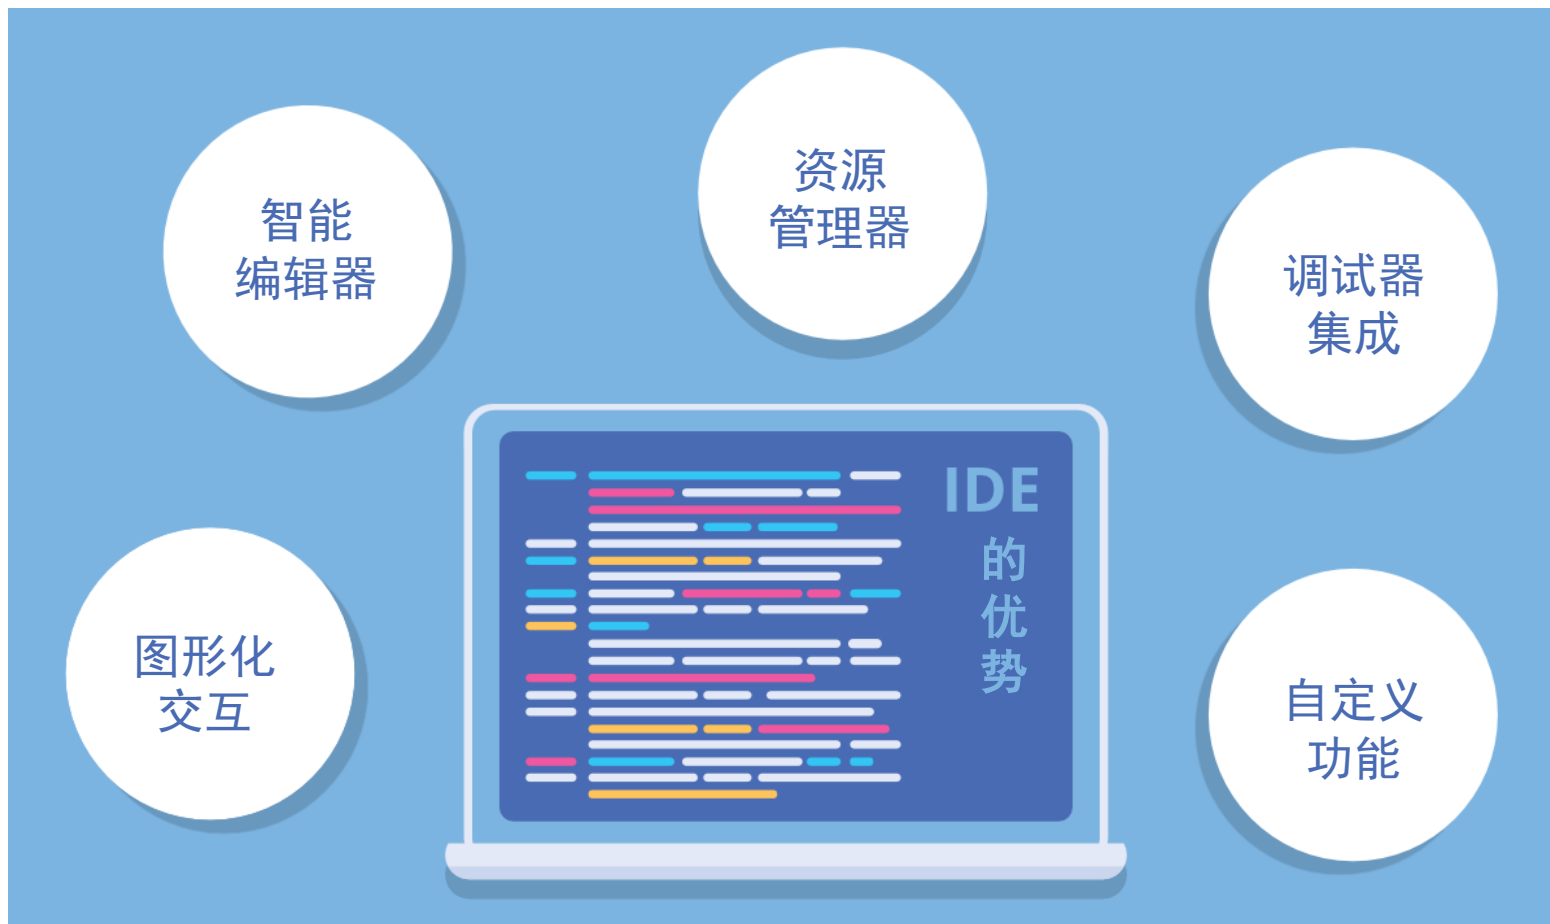 智能
编辑器
资源
管理器
调试器
集成
图形化
交互
IDE
的
优
势
自定义
功能